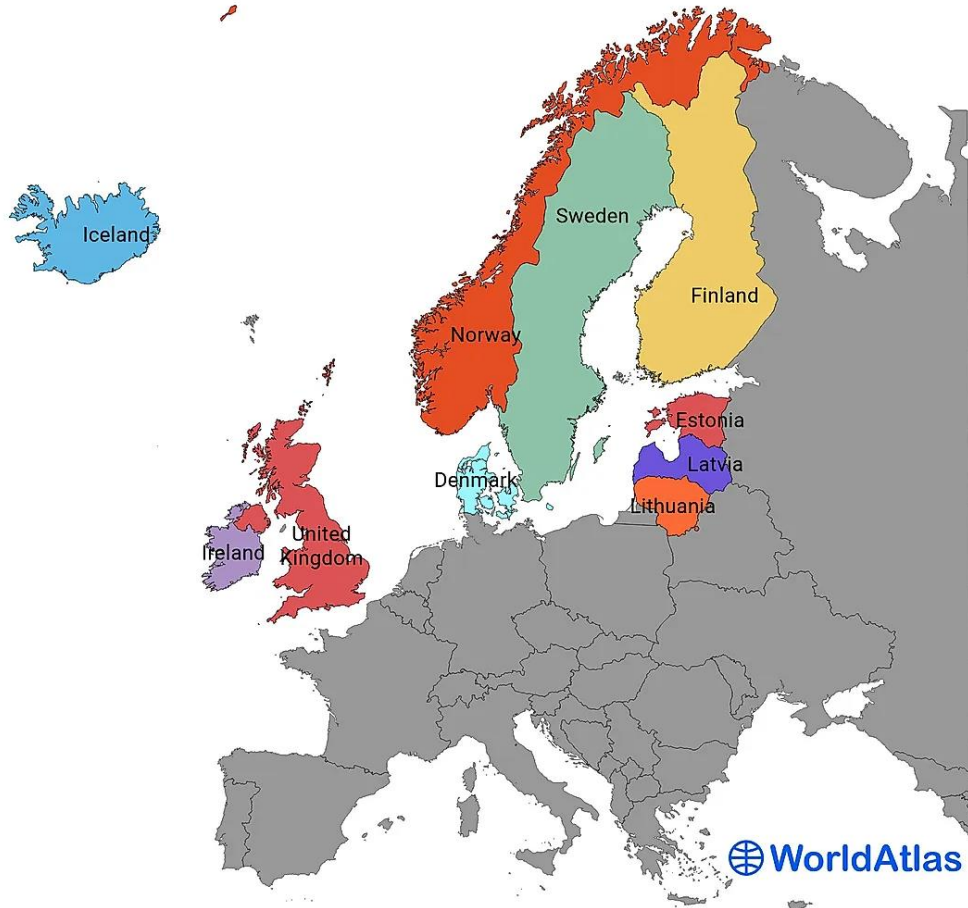 Sweden
Iceland
Finland
Norway
Estonia
Latvia
Denmark
Lithuania
United
Kingdom
Ireland
WorldAtlas